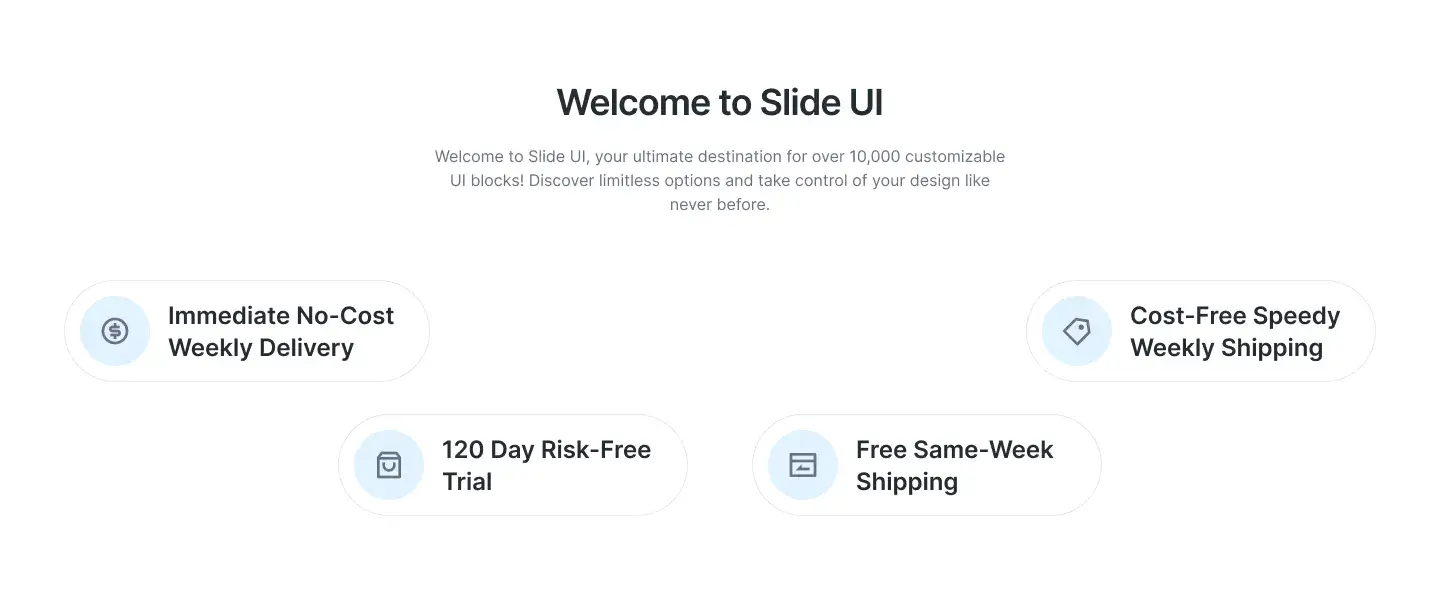 Welcome to Slide UI
Welcome to Slide UI, your ultimate destination for over 10,000 customizable
UI blocks! Discover limitless options and take control of your design like
never before.
Immediate No-Cost
Weekly Delivery
Cost-Free Speedy
Weekly Shipping
120 Day Risk-Free
Trial
Free Same-Week
Shipping